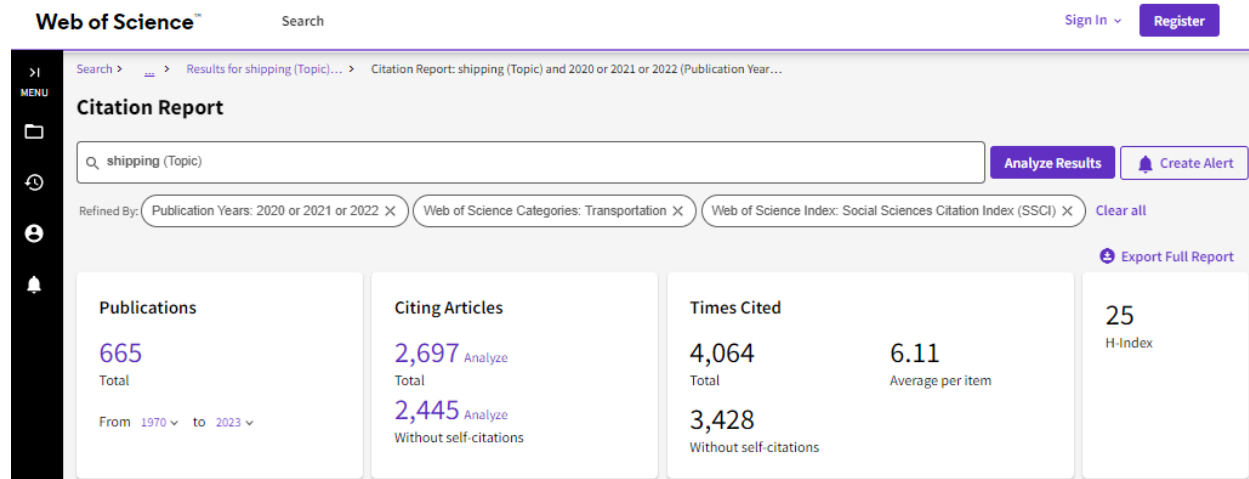 Web of Science™ Search Sign In Register
MENU
Search > ... > Results for shipping (Topic)... > Citation Report: shipping (Topic) and 2020 or 2021 or 2022 (Publication Year...
Citation Report
shipping (Topic) Analyze Results Create Alert
Refined By: Publication Years: 2020 or 2021 or 2022 × Web of Science Categories: Transportation × Web of Science Index: Social Sciences Citation Index (SSCI) × Clear all
Export Full Report
Publications
665
Total
From 1970 to 2023
Citing Articles
2,697 Analyze
Total
2,445 Analyze
Without self-citations
Times Cited
4,064
Total
6.11
Average per item
3,428
Without self-citations
25
H-Index